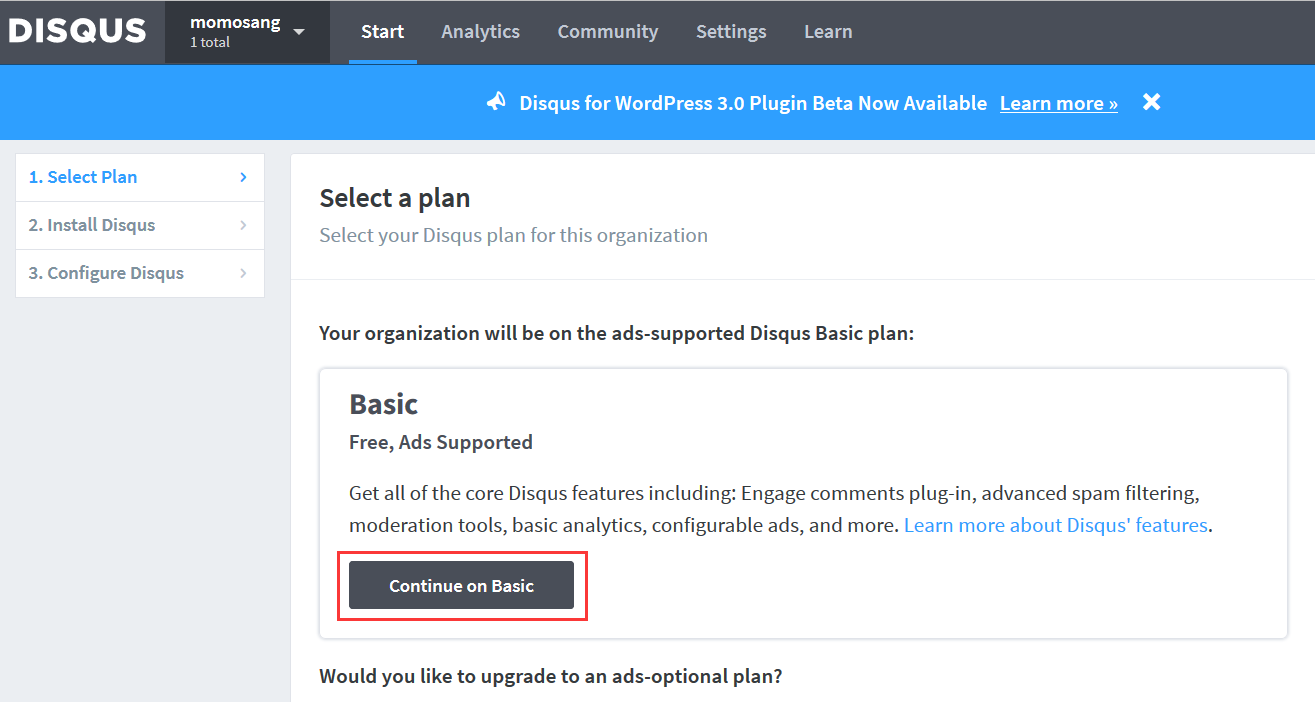 DISQUS
momosang
1 total
Start
Analytics
Community
Settings
Learn
Disqus for WordPress 3.0 Plugin Beta Now Available Learn more »
1. Select Plan
2. Install Disqus
3. Configure Disqus
Select a plan
Select your Disqus plan for this organization
Your organization will be on the ads-supported Disqus Basic plan:
Basic
Free, Ads Supported
Get all of the core Disqus features including: Engage comments plug-in, advanced spam filtering,
moderation tools, basic analytics, configurable ads, and more. Learn more about Disqus' features.
Continue on Basic
Would you like to upgrade to an ads-optional plan?